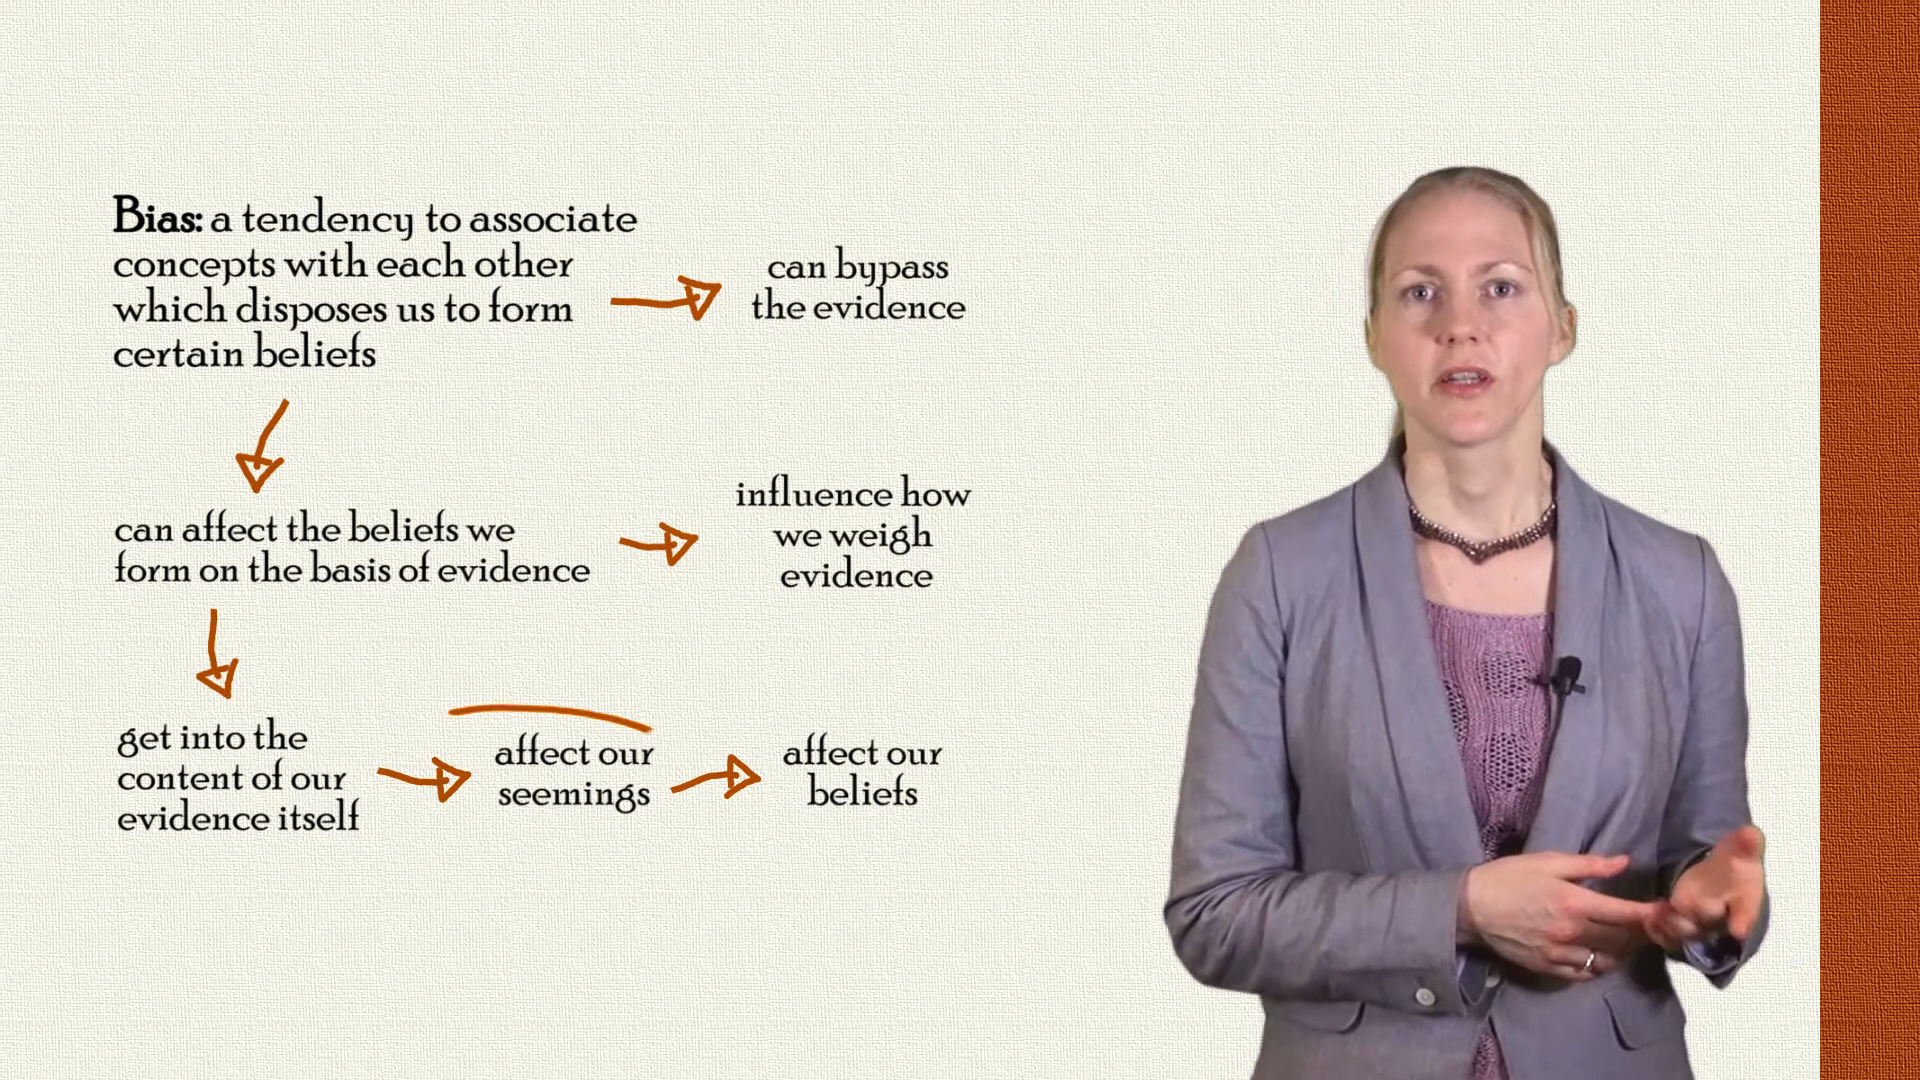 Bias: a tendency to associate
concepts with each other
which disposes us to form
certain beliefs
can bypass
the evidence
can affect the beliefs we
form on the basis of evidence
influence how
we weigh
evidence
get into the
content of our
evidence itself
affect our
seemings
affect our
beliefs